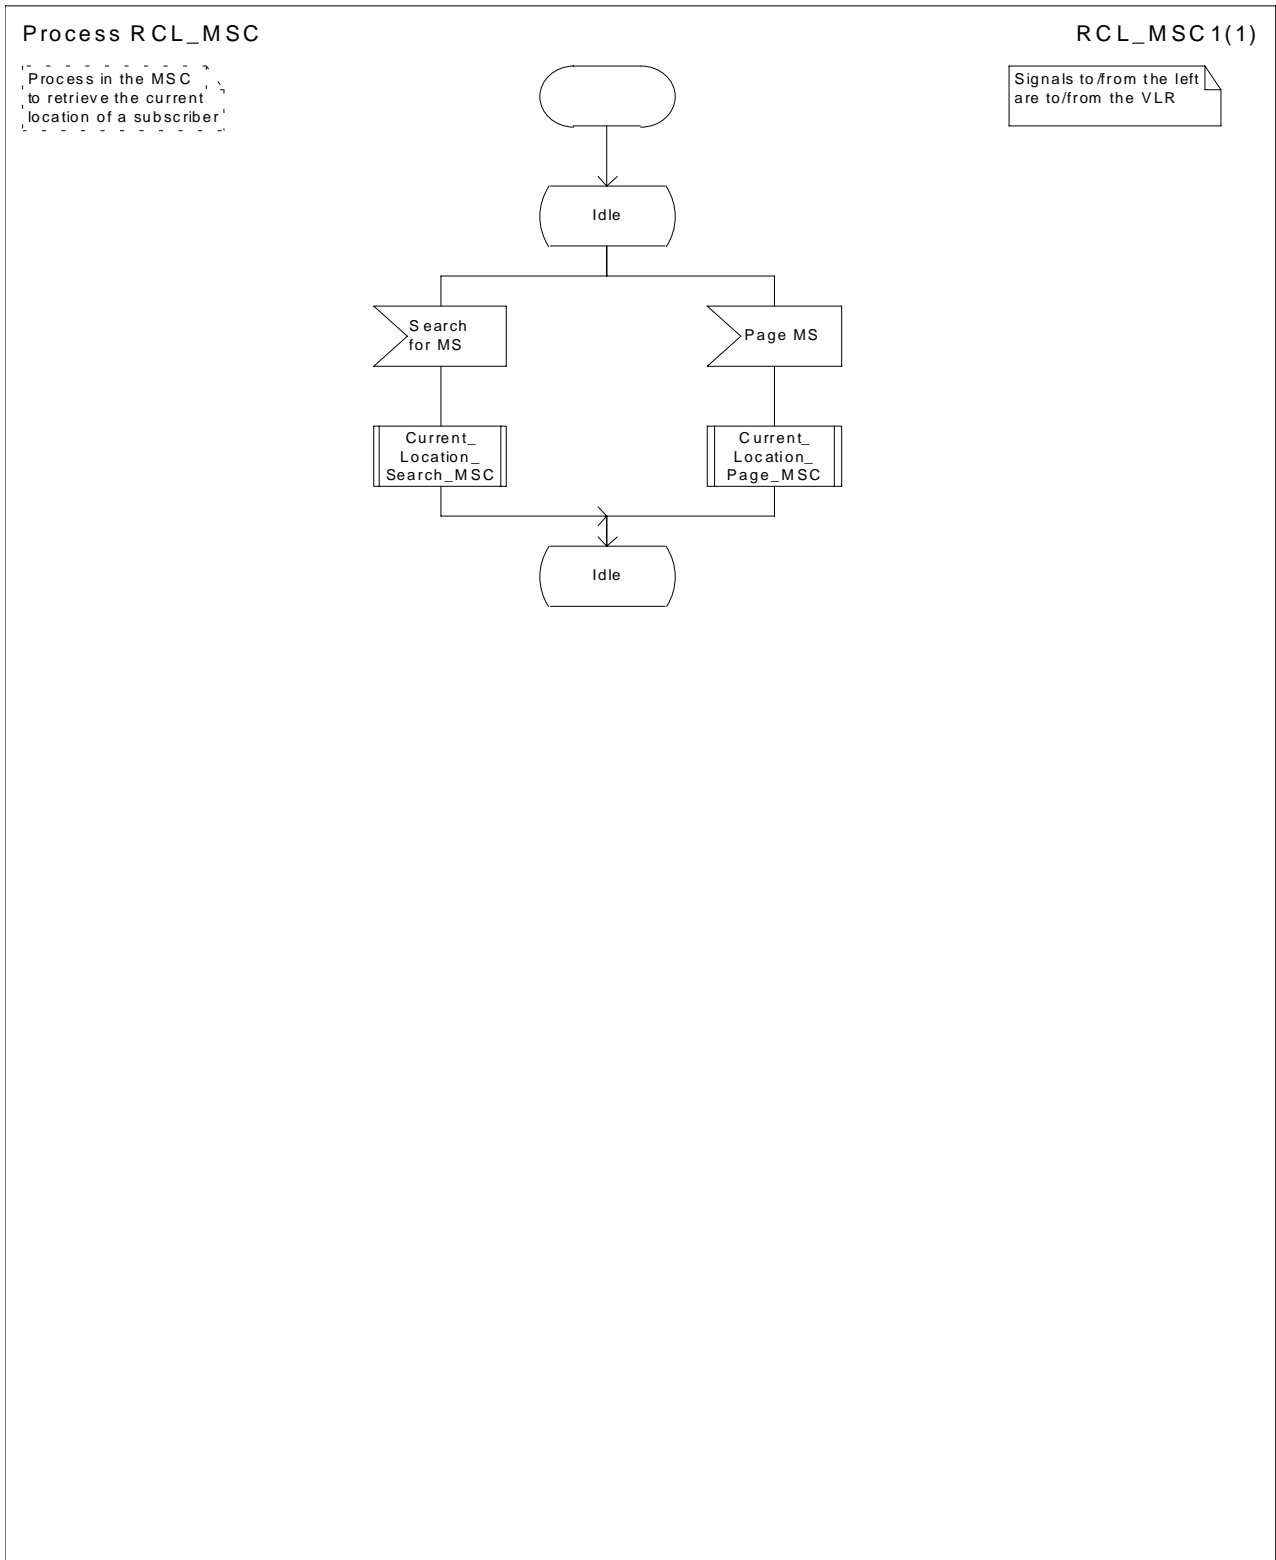 Process RCL_MSC
RCL_MSC1(1)
Process in the MSC
to retrieve the current
location of a subscriber
Signals to/from the left
are to/from the VLR
Idle
Search
for MS
Page MS
Current_
Location_
Search_MSC
Current_
Location_
Page_MSC
Idle